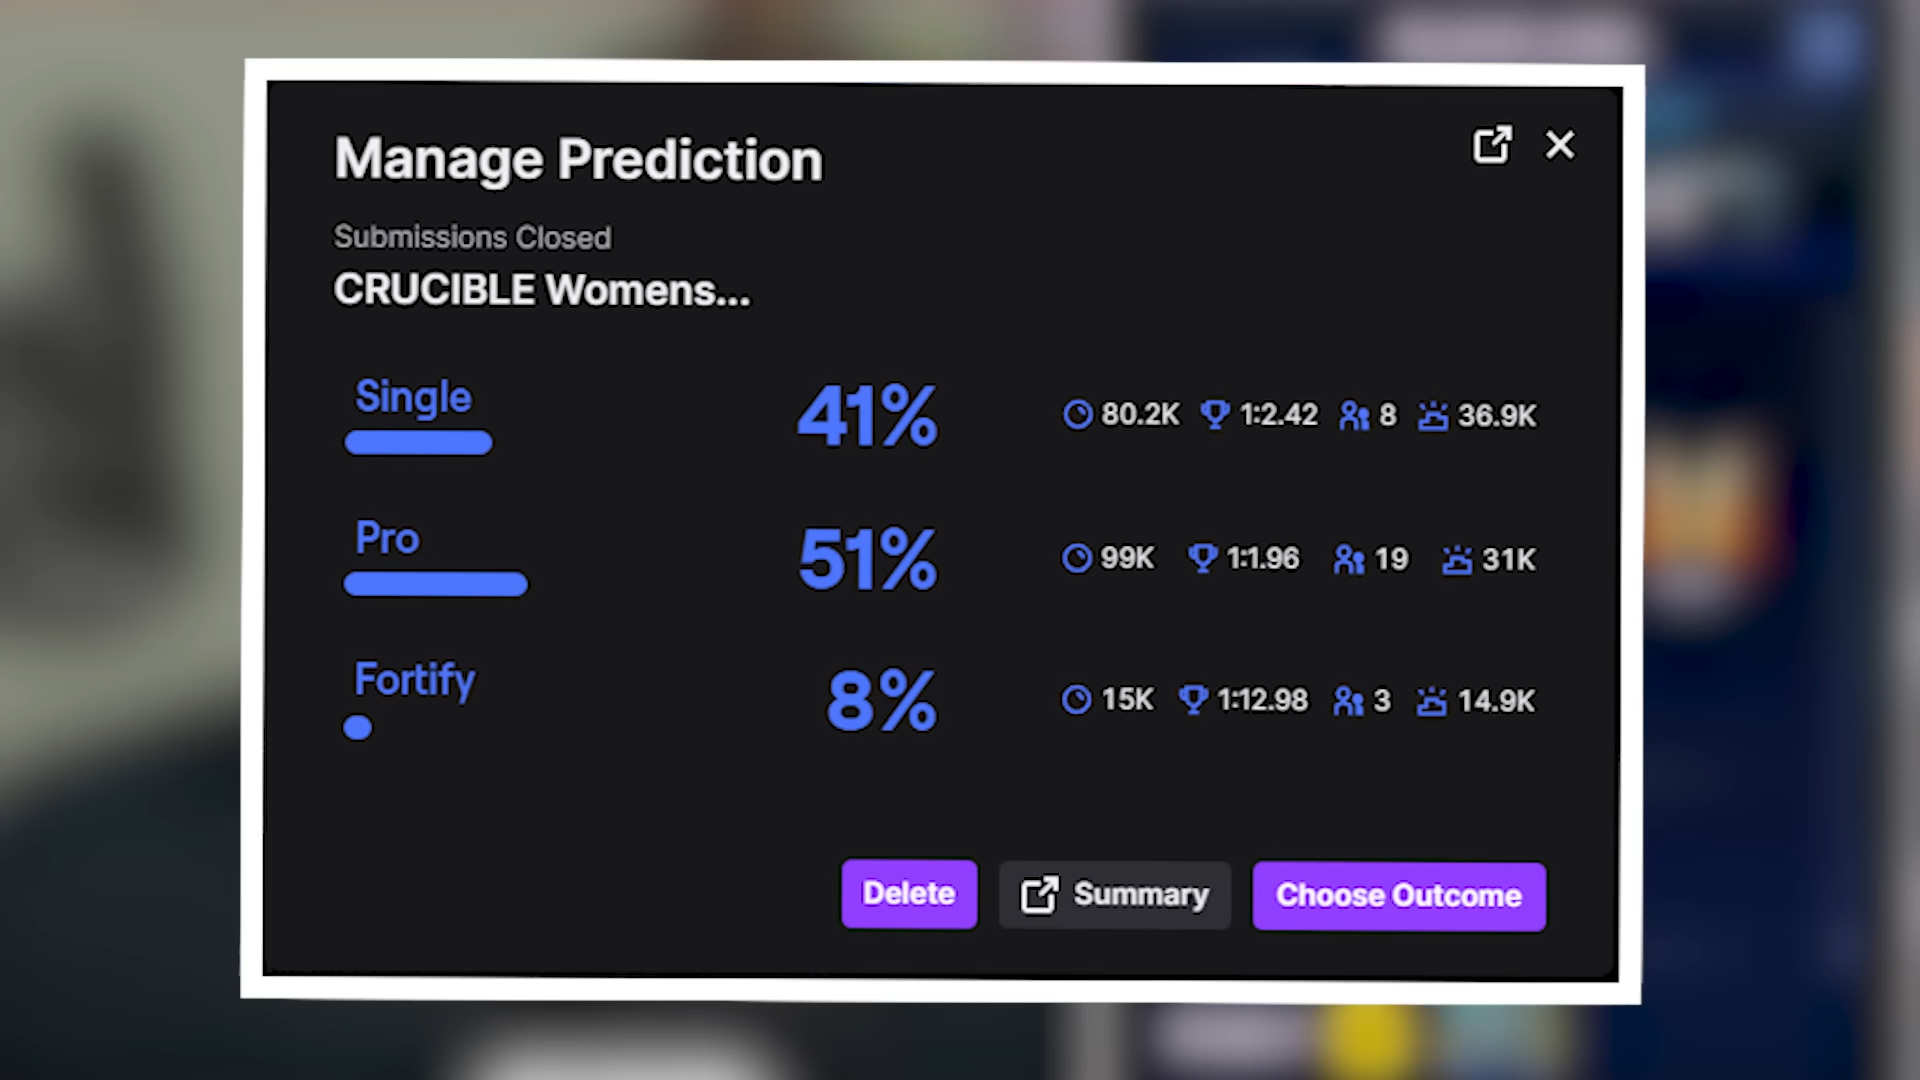 Manage Prediction
Submissions Closed
CRUCIBLE Womens...
Single
41%
80.2K 1:2.42 8 36.9K
Pro
51%
99K 1:1.96 19 31K
Fortify
8%
15K 1:12.98 3 14.9K
Delete Summary Choose Outcome